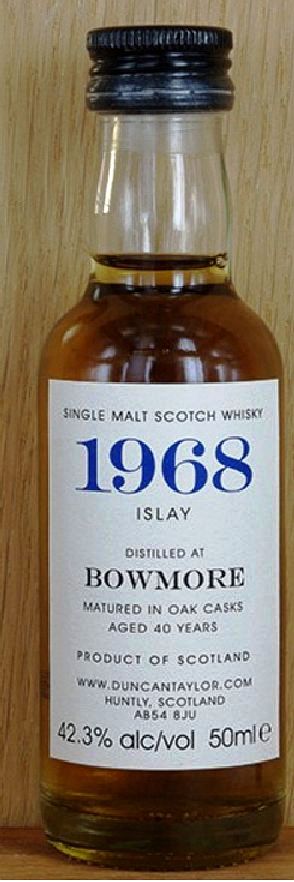 SINGLE MALT SCOTCH WHISKY
1968
ISLAY
DISTILLED AT
BOWMORE
MATURED IN OAK CASKS
AGED 40 YEARS
PRODUCT OF SCOTLAND
WWW.DUNCANTAYLOR.COM
HUNTLY, SCOTLAND
AB54 8JU
42.3% alc/vol 50ml ℮